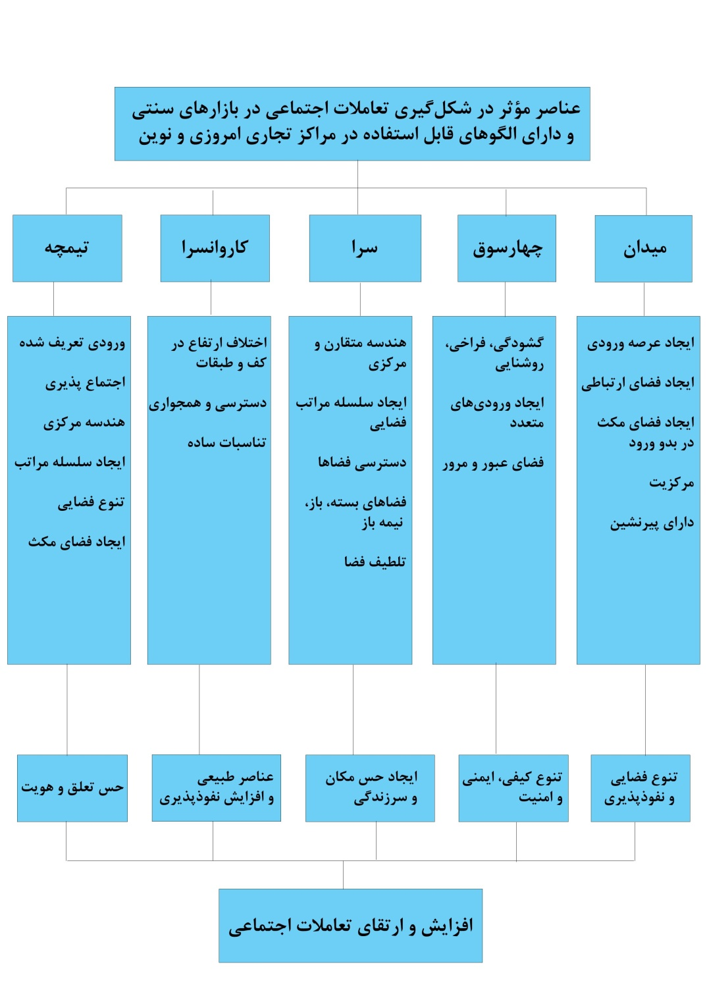 عناصر مؤثر در شکل‌گیری تعاملات اجتماعی در بازارهای سنتی
و دارای الگوهای قابل استفاده در مراکز تجاری امروزی و نوین
میدان
چهارسوق
سرا
کاروانسرا
تیمچه
ایجاد عرصه ورودی
ایجاد فضای ارتباطی
ایجاد فضای مکث
در بدو ورود
مرکزیت
دارای پیرنشین
گشودگی، فراخی،
روشنایی
ایجاد ورودی‌های
متعدد
فضای عبور و مرور
هندسه متقارن و
مرکزی
ایجاد سلسله مراتب
فضایی
دسترسی فضاها
فضاهای بسته، باز،
نیمه باز
تلطیف فضا
اختلاف ارتفاع در
کف و طبقات
دسترسی و همجواری
تناسبات ساده
ورودی تعریف شده
اجتماع پذیری
هندسه مرکزی
ایجاد سلسله مراتب
تنوع فضایی
ایجاد فضای مکث
تنوع فضایی
و نفوذپذیری
تنوع کیفی، ایمنی
و امنیت
ایجاد حس مکان
و سرزندگی
عناصر طبیعی
و افزایش نفوذپذیری
حس تعلق و هویت
افزایش و ارتقای تعاملات اجتماعی